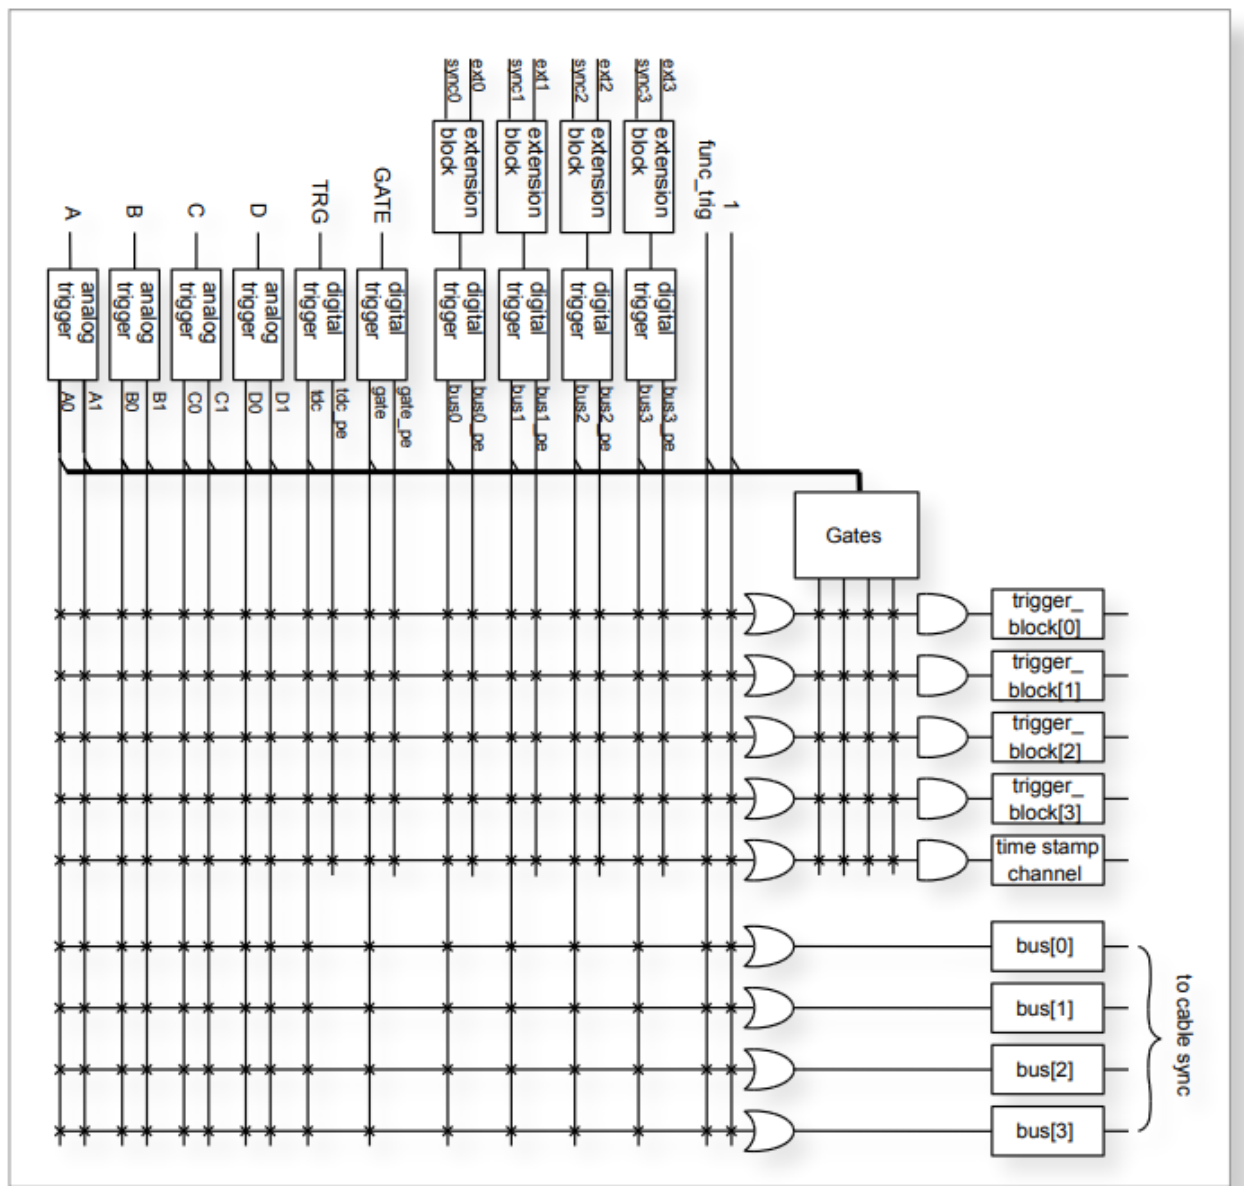 sync0
ext0
sync1
ext1
sync2
ext2
sync3
ext3
extension
block
extension
block
extension
block
extension
block
func_trig
1
A
B
C
D
TRG
GATE
analog
trigger
analog
trigger
analog
trigger
analog
trigger
digital
trigger
digital
trigger
digital
trigger
digital
trigger
digital
trigger
digital
trigger
A0
A1
B0
B1
C0
C1
D0
D1
tdc
tdc_pe
gate
gate_pe
bus0
bus0_pe
bus1
bus1_pe
bus2
bus2_pe
bus3
bus3_pe
Gates
trigger_
block[0]
trigger_
block[1]
trigger_
block[2]
trigger_
block[3]
time stamp
channel
bus[0]
bus[1]
bus[2]
bus[3]
to cable sync